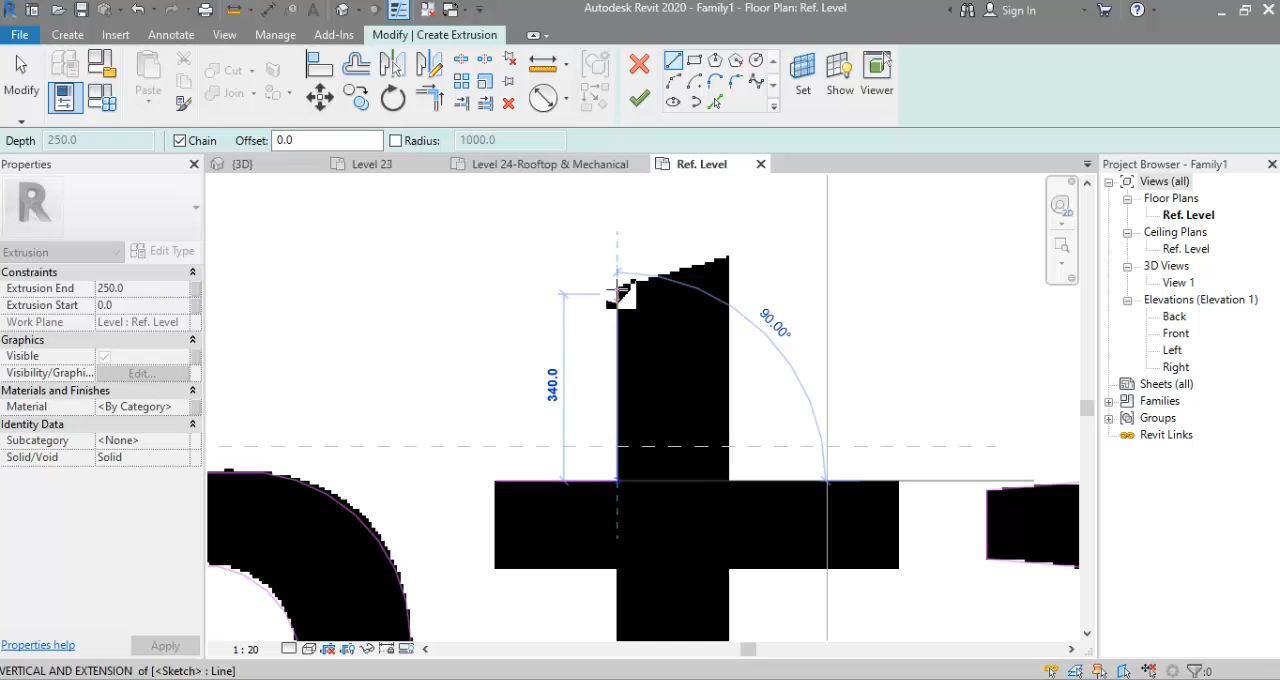 Autodesk Revit 2020 - Family1 - Floor Plan: Ref. Level
Sign In
File Create Insert Annotate View Manage Add-Ins Modify | Create Extrusion
Modify
Paste
Cut
Join
Set Show Viewer
Depth 250.0 Chain Offset: 0.0 Radius: 1000.0
Properties
{3D} Level 23 Level 24-Rooftop & Mechanical Ref. Level
Project Browser - Family1
Extrusion
Edit Type
Constraints
Extrusion End 250.0
Extrusion Start 0.0
Work Plane Level : Ref. Level
Graphics
Visible
Visibility/Graphi... Edit...
Materials and Finishes
Material <By Category>
Identity Data
Subcategory <None>
Solid/Void Solid
340.0
90.00°
2D
Views (all)
Floor Plans
Ref. Level
Ceiling Plans
Ref. Level
3D Views
View 1
Elevations (Elevation 1)
Back
Front
Left
Right
Sheets (all)
Families
Groups
Revit Links
Properties help
Apply
1 : 20
VERTICAL AND EXTENSION of [<Sketch> : Line]
:0